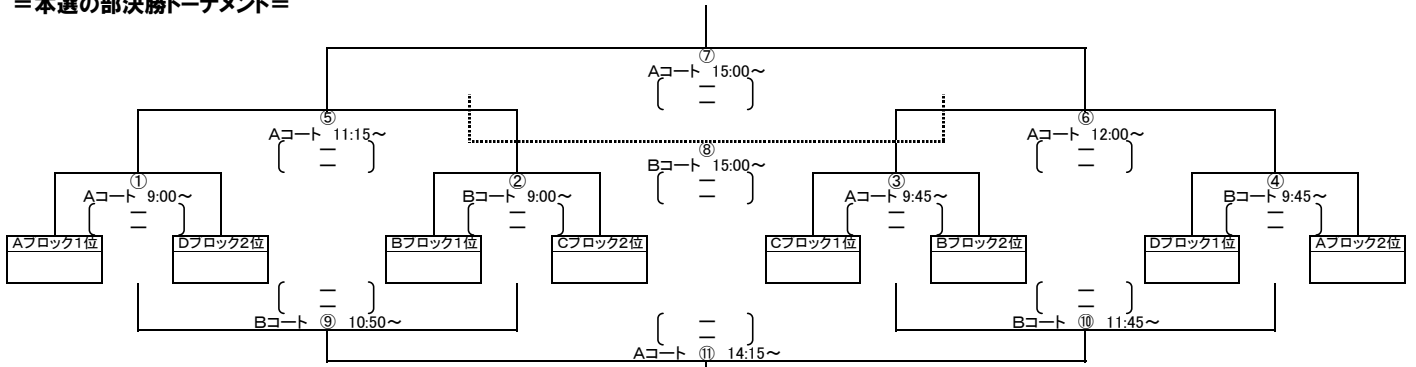 =本選の部決勝トーナメント=
⑦
Aコート 15:00～
⑤
Aコート 11:15～
⑥
Aコート 12:00～
⑧
Bコート 15:00～
①
Aコート 9:00～
②
Bコート 9:00～
③
Aコート 9:45～
④
Bコート 9:45～
Aブロック1位
Dブロック2位
Bブロック1位
Cブロック2位
Cブロック1位
Bブロック2位
Dブロック1位
Aブロック2位
Bコート ⑨ 10:50～
Bコート ⑩ 11:45～
Aコート ⑪ 14:15～